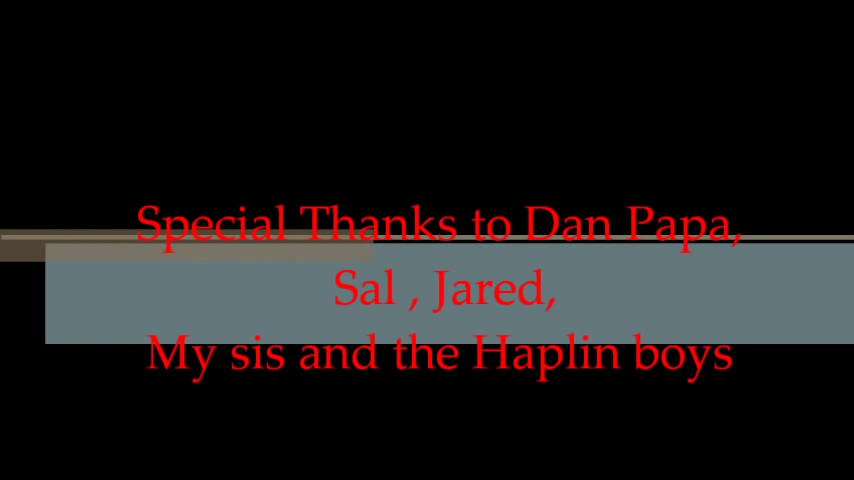 Special Thanks to Dan Papa,
Sal , Jared,
My sis and the Haplin boys